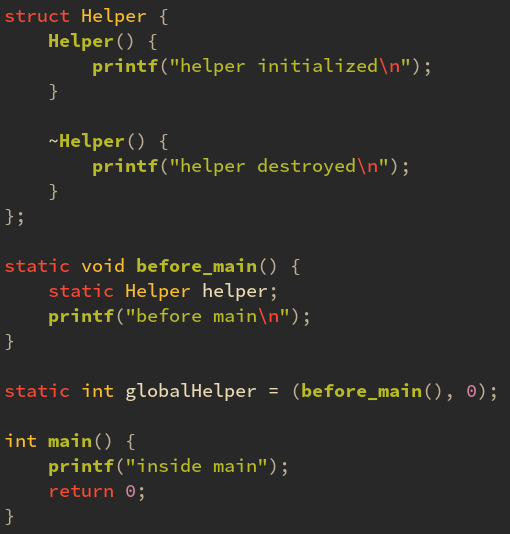 struct Helper {
    Helper() {
        printf("helper initialized\n");
    }

    ~Helper() {
        printf("helper destroyed\n");
    }
};

static void before_main() {
    static Helper helper;
    printf("before main\n");
}

static int globalHelper = (before_main(), 0);

int main() {
    printf("inside main");
    return 0;
}